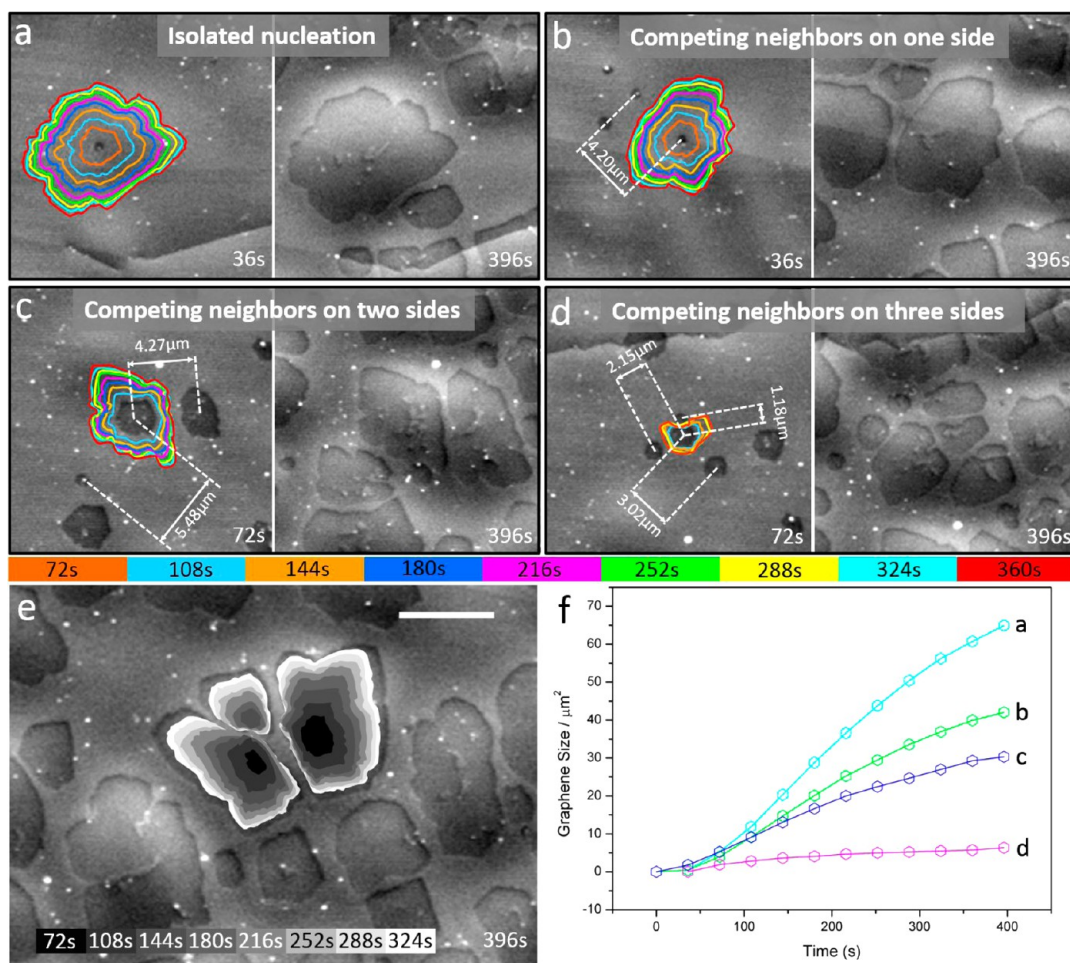 a
Isolated nucleation
36s
396s
b
Competing neighbors on one side
4.20μm
36s
396s
c
Competing neighbors on two sides
4.27μm
5.48μm
72s
396s
d
Competing neighbors on three sides
2.15μm
1.18μm
3.02μm
72s
396s
72s 108s 144s 180s 216s 252s 288s 324s 360s
e
72s 108s 144s 180s 216s 252s 288s 324s
396s
f
Graphene Size / μm²
70
60
50
40
30
20
10
0
-10
a
b
c
d
0 100 200 300 400
Time (s)